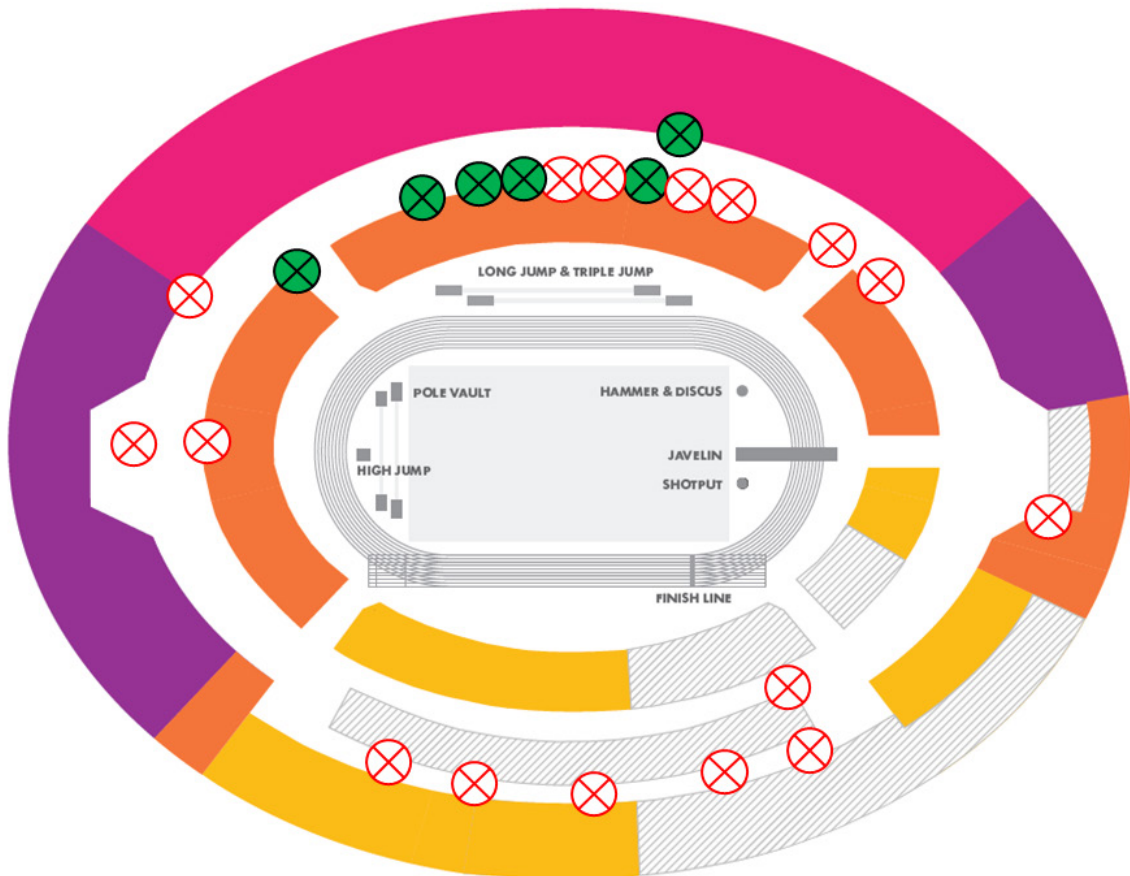 LONG JUMP & TRIPLE JUMP
POLE VAULT
HAMMER & DISCUS
HIGH JUMP
JAVELIN
SHOTPUT
FINISH LINE